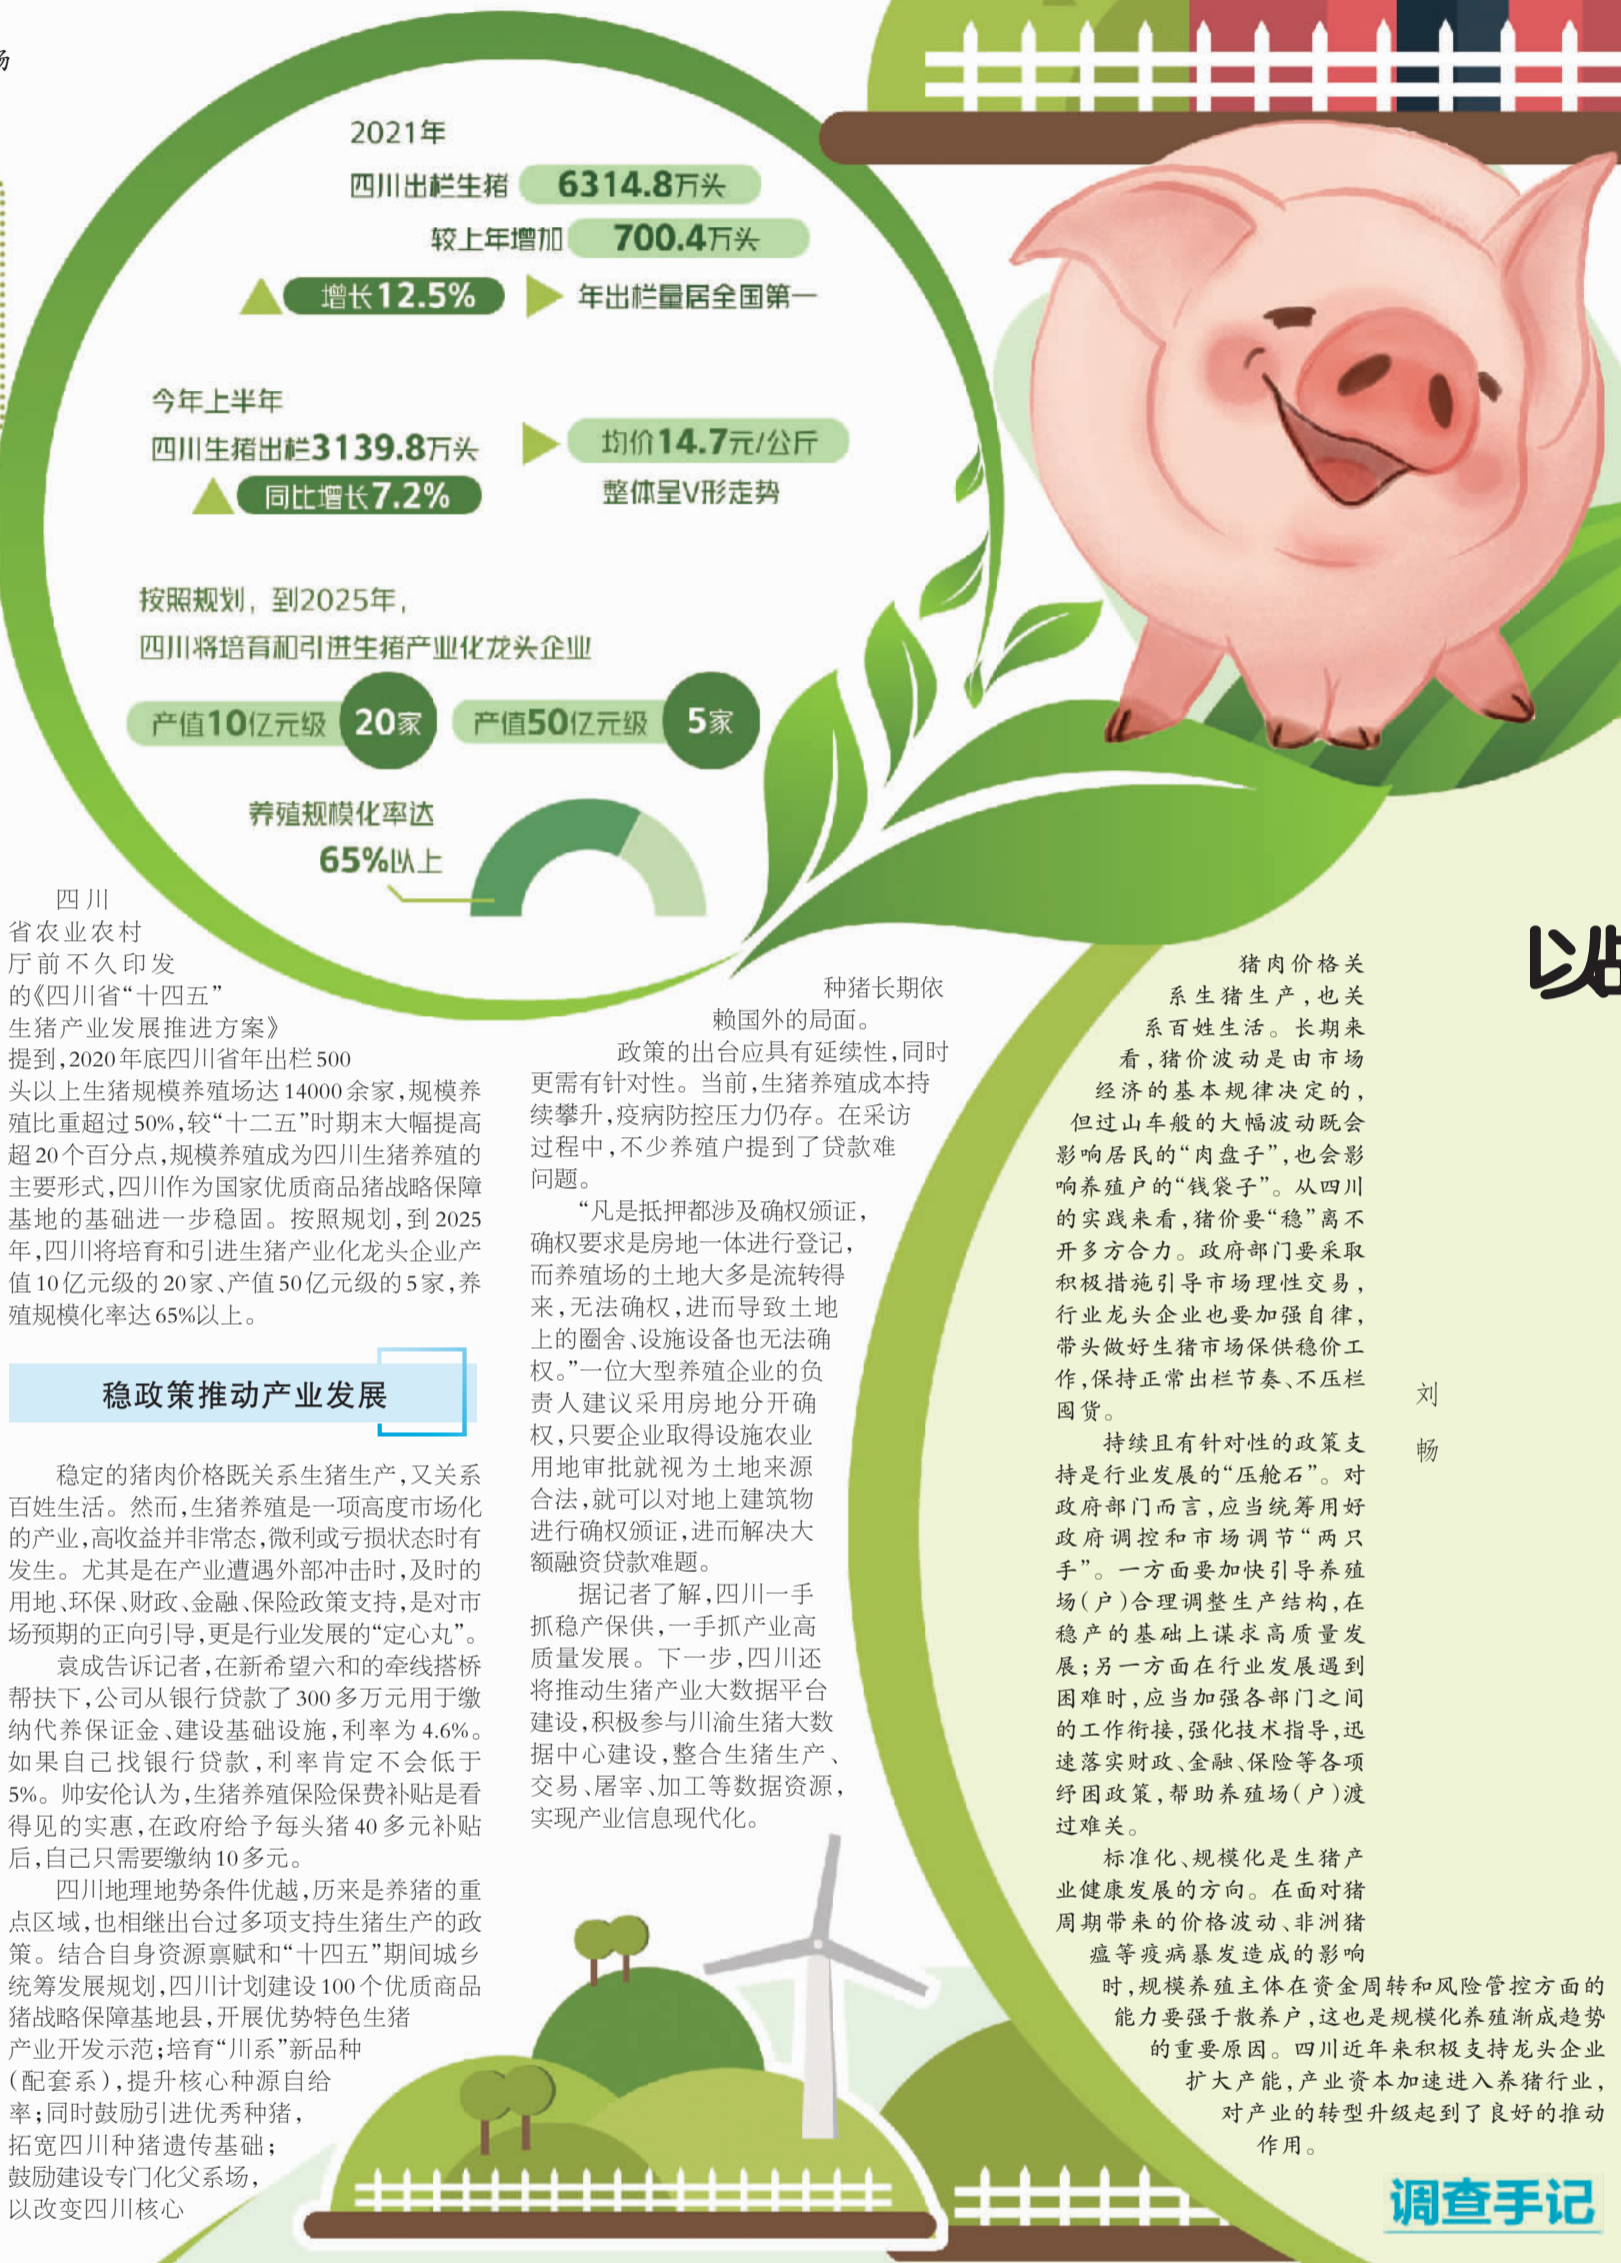 2021年
四川出栏生猪 6314.8万头
较上年增加 700.4万头
增长12.5% 年出栏量居全国第一
今年上半年
四川生猪出栏3139.8万头 均价14.7元/公斤
同比增长7.2% 整体呈V形走势
按照规划，到2025年，
四川将培育和引进生猪产业化龙头企业
产值10亿元级 20家 产值50亿元级 5家
养殖规模化率达
65%以上
四川
省农业农村
厅前不久印发
的《四川省“十四五”
生猪产业发展推进方案》
提到，2020年底四川省年出栏500
头以上生猪规模养殖场达14000余家，规模养
殖比重超过50%，较“十二五”时期末大幅提高
超20个百分点，规模养殖成为四川生猪养殖的
主要形式，四川作为国家优质商品猪战略保障
基地的基础进一步稳固。按照规划，到2025
年，四川将培育和引进生猪产业化龙头企业产
值10亿元级的20家、产值50亿元级的5家，养
殖规模化率达65%以上。
稳政策推动产业发展
稳定的猪肉价格既关系生猪生产，又关系
百姓生活。然而，生猪养殖是一项高度市场化
的产业，高收益并非常态，微利或亏损状态时有
发生。尤其是在产业遭遇外部冲击时，及时的
用地、环保、财政、金融、保险政策支持，是对市
场预期的正向引导，更是行业发展的“定心丸”。
袁成告诉记者，在新希望六和的牵线搭桥
帮扶下，公司从银行贷款了300多万元用于缴
纳代养保证金、建设基础设施，利率为4.6%。
如果自己找银行贷款，利率肯定不会低于
5%。帅安伦认为，生猪养殖保险保费补贴是看
得见的实惠，在政府给予每头猪40多元补贴
后，自己只需要缴纳10多元。
四川地理地势条件优越，历来是养猪的重
点区域，也相继出台过多项支持生猪生产的政
策。结合自身资源禀赋和“十四五”期间城乡
统筹发展规划，四川计划建设100个优质商品
猪战略保障基地县，开展优势特色生猪
产业开发示范；培育“川系”新品种
（配套系），提升核心种源自给
率；同时鼓励引进优秀种猪，
拓宽四川种猪遗传基础；
鼓励建设专门化父系场，
以改变四川核心
种猪长期依
赖国外的局面。
政策的出台应具有延续性，同时
更需有针对性。当前，生猪养殖成本持
续攀升，疫病防控压力仍存。在采访
过程中，不少养殖户提到了贷款难
问题。
“凡是抵押都涉及确权颁证，
确权要求是房地一体进行登记，
而养殖场的土地大多是流转得
来，无法确权，进而导致土地
上的圈舍、设施设备也无法确
权。”一位大型养殖企业的负
责人建议采用房地分开确
权，只要企业取得设施农业
用地审批就视为土地来源
合法，就可以对地上建筑物
进行确权颁证，进而解决大
额融资贷款难题。
据记者了解，四川一手
抓稳产保供，一手抓产业高
质量发展。下一步，四川还
将推动生猪产业大数据平台
建设，积极参与川渝生猪大数
据中心建设，整合生猪生产、
交易、屠宰、加工等数据资源，
实现产业信息现代化。
猪肉价格关
系生猪生产，也关
系百姓生活。长期来
看，猪价波动是由市场
经济的基本规律决定的，
但过山车般的大幅波动既会
影响居民的“肉盘子”，也会影
响养殖户的“钱袋子”。从四川
的实践来看，猪价要“稳”离不
开多方合力。政府部门要采取
积极措施引导市场理性交易，
行业龙头企业也要加强自律，
带头做好生猪市场保供稳价工
作，保持正常出栏节奏、不压栏
囤货。
持续且有针对性的政策支
持是行业发展的“压舱石”。对
政府部门而言，应当统筹用好
政府调控和市场调节“两只
手”。一方面要加快引导养殖
场（户）合理调整生产结构，在
稳产的基础上谋求高质量发
展；另一方面在行业发展遇到
困难时，应当加强各部门之间
的工作衔接，强化技术指导，迅
速落实财政、金融、保险等各项
纾困政策，帮助养殖场（户）渡
过难关。
标准化、规模化是生猪产
业健康发展的方向。在面对猪
周期带来的价格波动、非洲猪
瘟等疫病暴发造成的影响
时，规模养殖主体在资金周转和风险管控方面的
能力要强于散养户，这也是规模化养殖渐成趋势
的重要原因。四川近年来积极支持龙头企业
扩大产能，产业资本加速进入养猪行业，
对产业的转型升级起到了良好的推动
作用。
以
刘
畅
调查手记